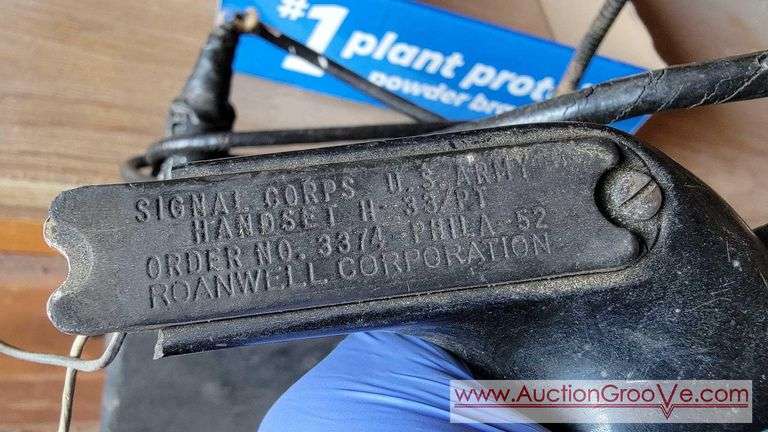 #1 plant prote
powder br
SIGNAL CORPS U.S. ARMY
HANDSET H-33/PT
ORDER NO. 3374-PHILA-52
ROANWELL CORPORATION
www.AuctionGrooVe.com